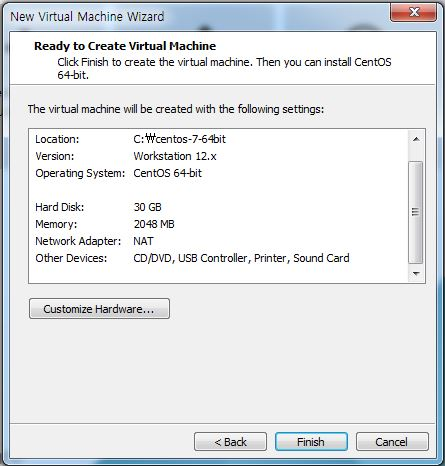 New Virtual Machine Wizard
Ready to Create Virtual Machine
Click Finish to create the virtual machine. Then you can install CentOS
64-bit.
The virtual machine will be created with the following settings:
Location: C:₩centos-7-64bit
Version: Workstation 12.x
Operating System: CentOS 64-bit
Hard Disk: 30 GB
Memory: 2048 MB
Network Adapter: NAT
Other Devices: CD/DVD, USB Controller, Printer, Sound Card
Customize Hardware...
< Back Finish Cancel